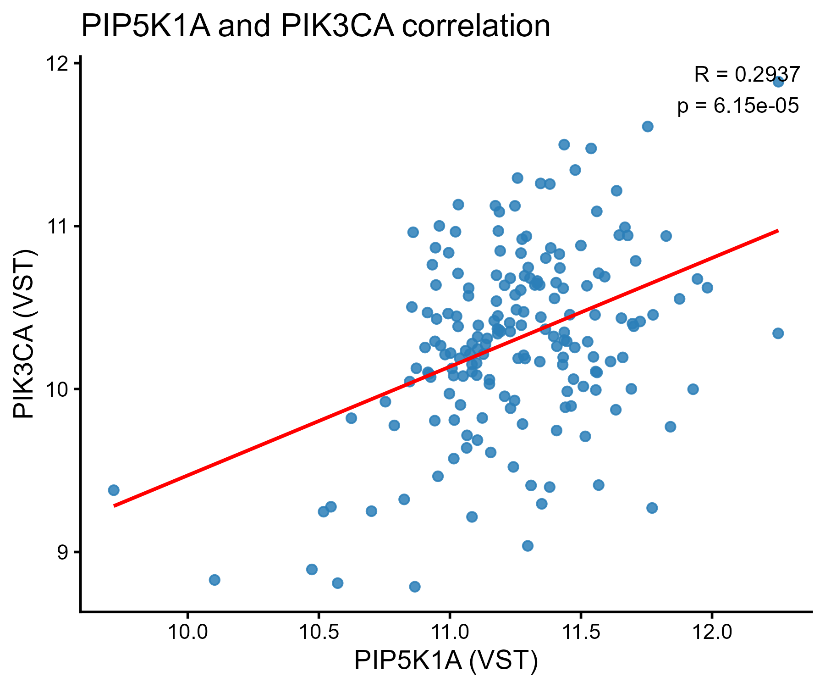 PIP5K1A and PIK3CA correlation
R = 0.2937
p = 6.15e-05
12
11
10
9
PIK3CA (VST)
10.0 10.5 11.0 11.5 12.0
PIP5K1A (VST)